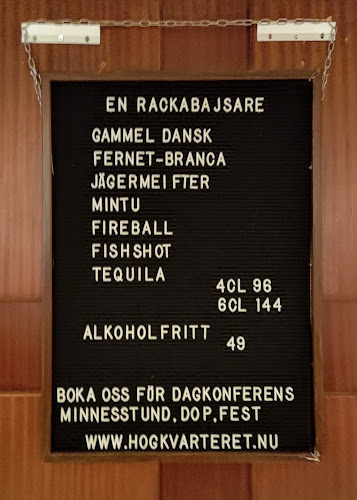 EN RACKABAJSARE
GAMMEL DANSK
FERNET-BRANCA
JÄGERMEIFTER
MINTU
FIREBALL
FISHSHOT
TEQUILA
4CL 96
6CL 144
ALKOHOLFRITT
49
BOKA OSS FÖR DAGKONFERENS
MINNESSTUND, DOP, FEST
WWW.HOGKVARTERET.NU